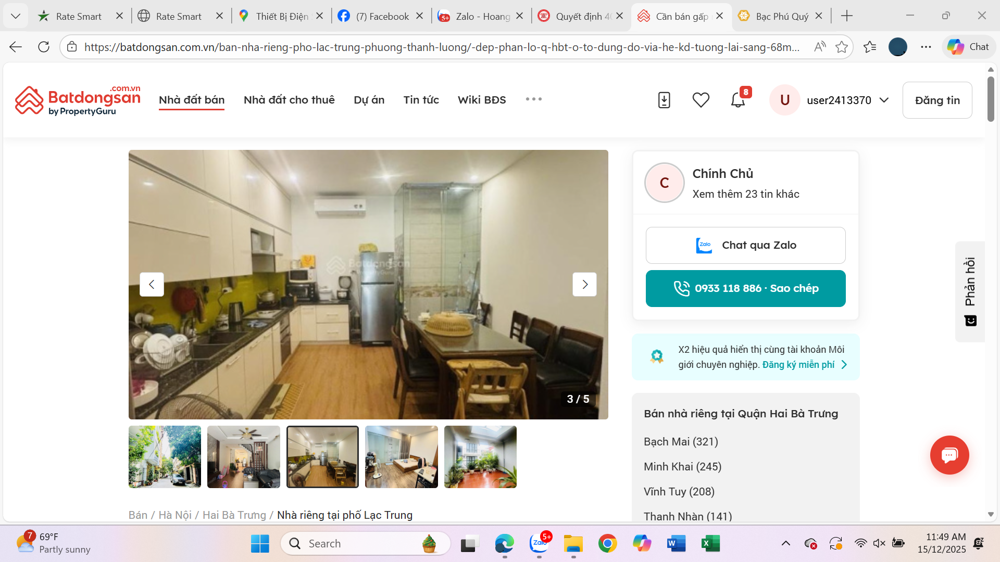 Rate Smart
Rate Smart
Thiết Bị Điện
(7) Facebook
Zalo - Hoang
Quyết định 40
Cần bán gấp
Bạc Phú Quý
https://batdongsan.com.vn/ban-nha-rieng-pho-lac-trung-phuong-thanh-luong/-dep-phan-lo-q-hbt-o-to-dung-do-via-he-kd-tuong-lai-sang-68m...
Chat
Batdongsan
.com.vn
by PropertyGuru
Nhà đất bán
Nhà đất cho thuê
Dự án
Tin tức
Wiki BĐS
8
U
user2413370
Đăng tin
Batdongsan
by PropertyGuru
3 / 5
C
Chính Chủ
Xem thêm 23 tin khác
Zalo
Chat qua Zalo
0933 118 886 · Sao chép
Phản hồi
X2 hiệu quả hiển thị cùng tài khoản Môi
giới chuyên nghiệp. Đăng ký miễn phí
Bán nhà riêng tại Quận Hai Bà Trưng
Bạch Mai (321)
Minh Khai (245)
Vĩnh Tuy (208)
Thanh Nhàn (141)
Bán / Hà Nội / Hai Bà Trưng / Nhà riêng tại phố Lạc Trung
7
69°F
Partly sunny
Search
Zalo
5+
11:49 AM
15/12/2025